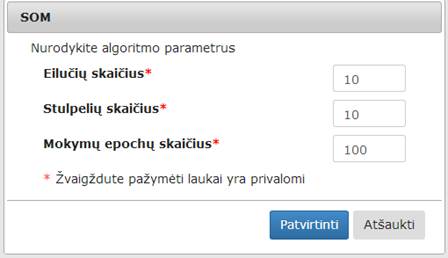 SOM
Nurodykite algoritmo parametrus
Eilučių skaičius* 10
Stulpelių skaičius* 10
Mokymų epochų skaičius* 100
* Žvaigždute pažymėti laukai yra privalomi
Patvirtinti Atšaukti